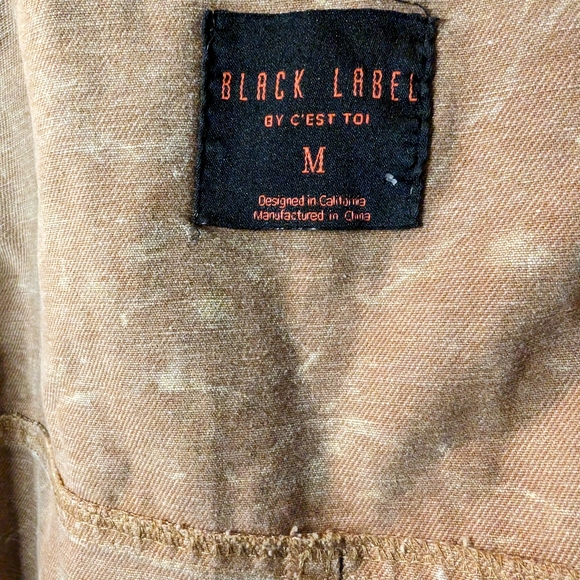 BLACK LABEL
BY C'EST TOI
M
Designed in California
Manufactured in China